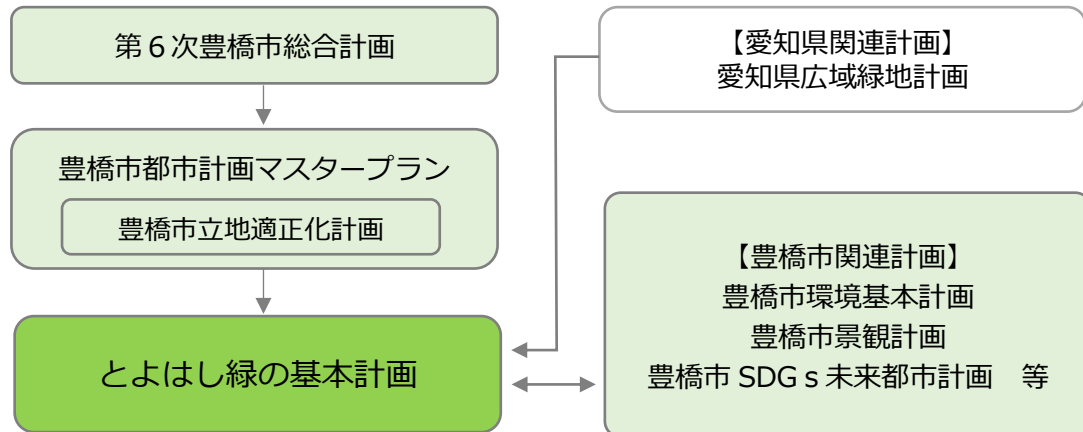 第６次豊橋市総合計画
豊橋市都市計画マスタープラン
豊橋市立地適正化計画
とよはし緑の基本計画
【愛知県関連計画】
愛知県広域緑地計画
【豊橋市関連計画】
豊橋市環境基本計画
豊橋市景観計画
豊橋市 SDGｓ未来都市計画　等